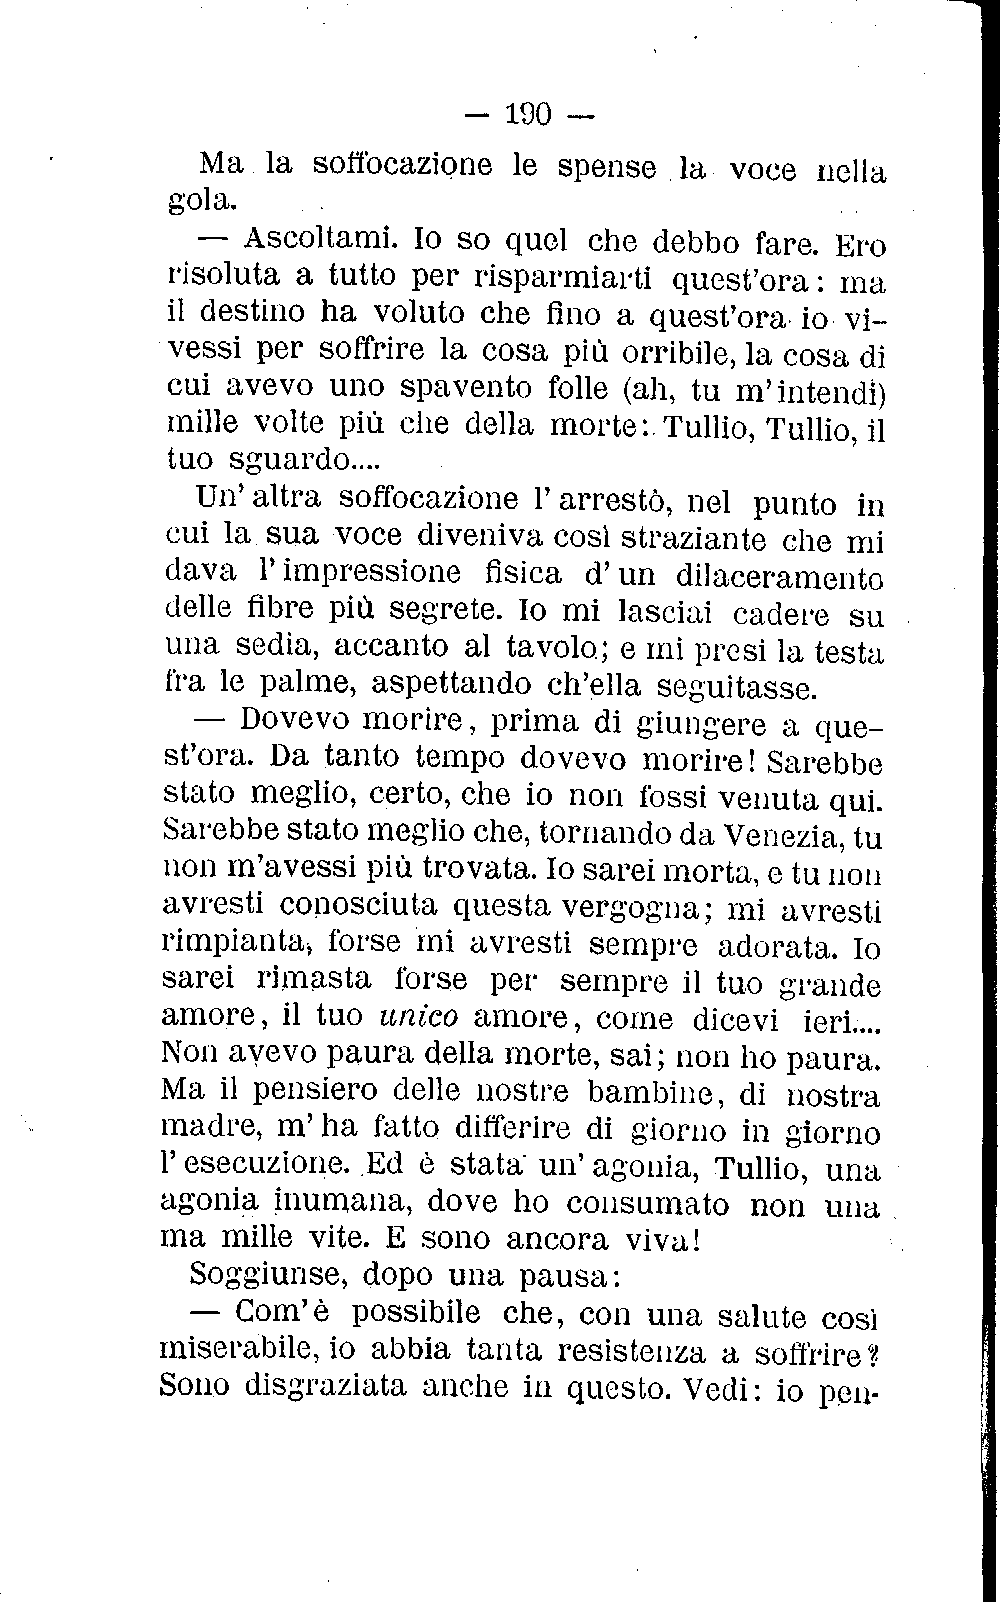 — 190 —
Ma la soffocazione le spense la voce nella
gola.
— Ascoltami. Io so quel che debbo fare. Ero
risoluta a tutto per risparmiarti quest'ora: ma
il destino ha voluto che fino a quest'ora io vi-
vessi per soffrire la cosa più orribile, la cosa di
cui avevo uno spavento folle (ah, tu m'intendi)
mille volte più che della morte: Tullio, Tullio, il
tuo sguardo....
Un' altra soffocazione l' arrestò, nel punto in
cui la sua voce diveniva così straziante che mi
dava l' impressione fisica d' un dilaceramento
delle fibre più segrete. Io mi lasciai cadere su
una sedia, accanto al tavolo; e mi presi la testa
fra le palme, aspettando ch'ella seguitasse.
— Dovevo morire, prima di giungere a que-
st'ora. Da tanto tempo dovevo morire! Sarebbe
stato meglio, certo, che io non fossi venuta qui.
Sarebbe stato meglio che, tornando da Venezia, tu
non m'avessi più trovata. Io sarei morta, e tu non
avresti conosciuta questa vergogna; mi avresti
rimpianta, forse mi avresti sempre adorata. Io
sarei rimasta forse per sempre il tuo grande
amore, il tuo unico amore, come dicevi ieri....
Non avevo paura della morte, sai; non ho paura.
Ma il pensiero delle nostre bambine, di nostra
madre, m' ha fatto differire di giorno in giorno
l' esecuzione. Ed è stata un' agonia, Tullio, una
agonia inumana, dove ho consumato non una
ma mille vite. E sono ancora viva!
Soggiunse, dopo una pausa:
— Com' è possibile che, con una salute così
miserabile, io abbia tanta resistenza a soffrire?
Sono disgraziata anche in questo. Vedi: io pen-